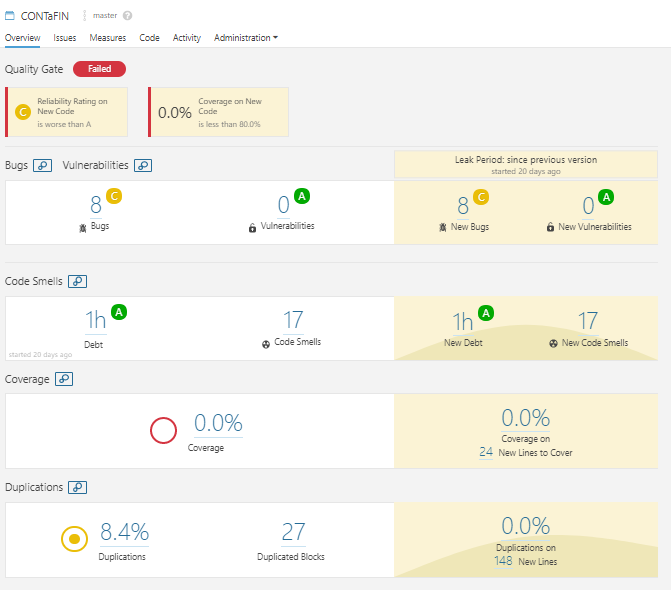 CONTaFIN master
Overview Issues Measures Code Activity Administration
Quality Gate Failed
C Reliability Rating on
New Code
is worse than A
0.0% Coverage on New
Code
is less than 80.0%
Leak Period: since previous version
started 20 days ago
Bugs Vulnerabilities
8 C
Bugs
0 A
Vulnerabilities
8 C
New Bugs
0 A
New Vulnerabilities
Code Smells
1h A
Debt
17
Code Smells
started 20 days ago
1h A
New Debt
17
New Code Smells
Coverage
0.0%
Coverage
0.0%
Coverage on
24 New Lines to Cover
Duplications
8.4%
Duplications
27
Duplicated Blocks
0.0%
Duplications on
148 New Lines